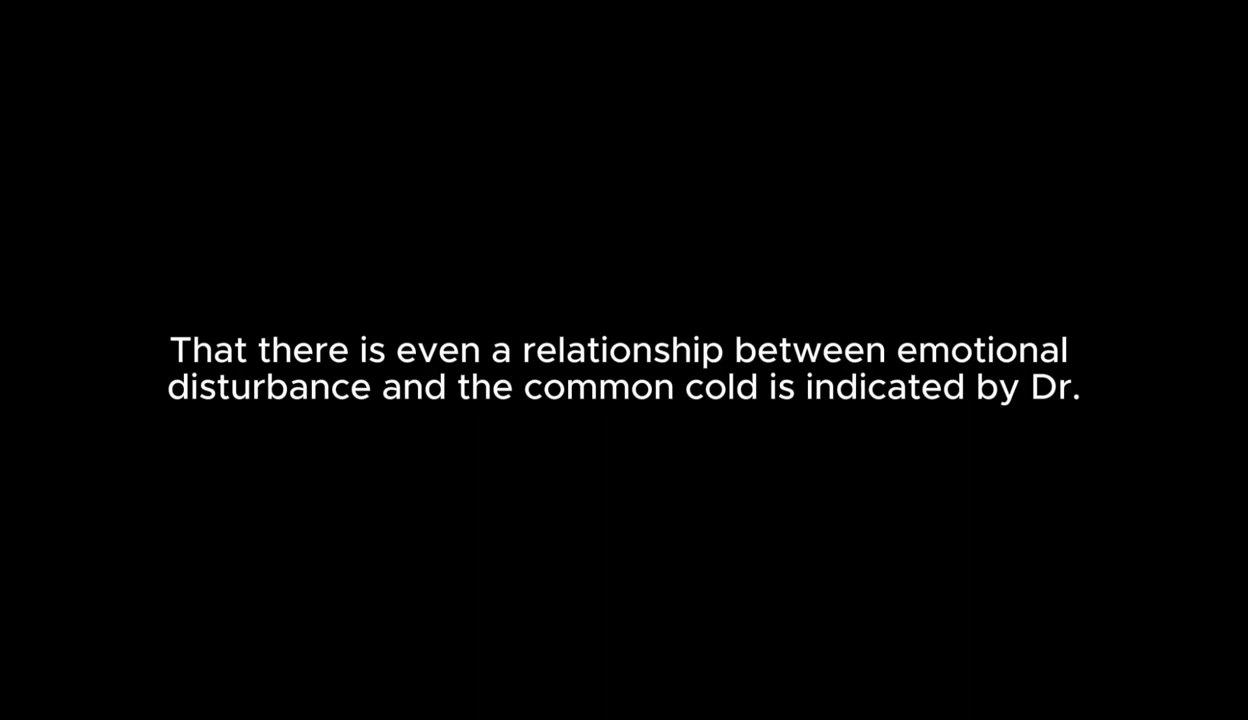 That there is even a relationship between emotional
disturbance and the common cold is indicated by Dr.